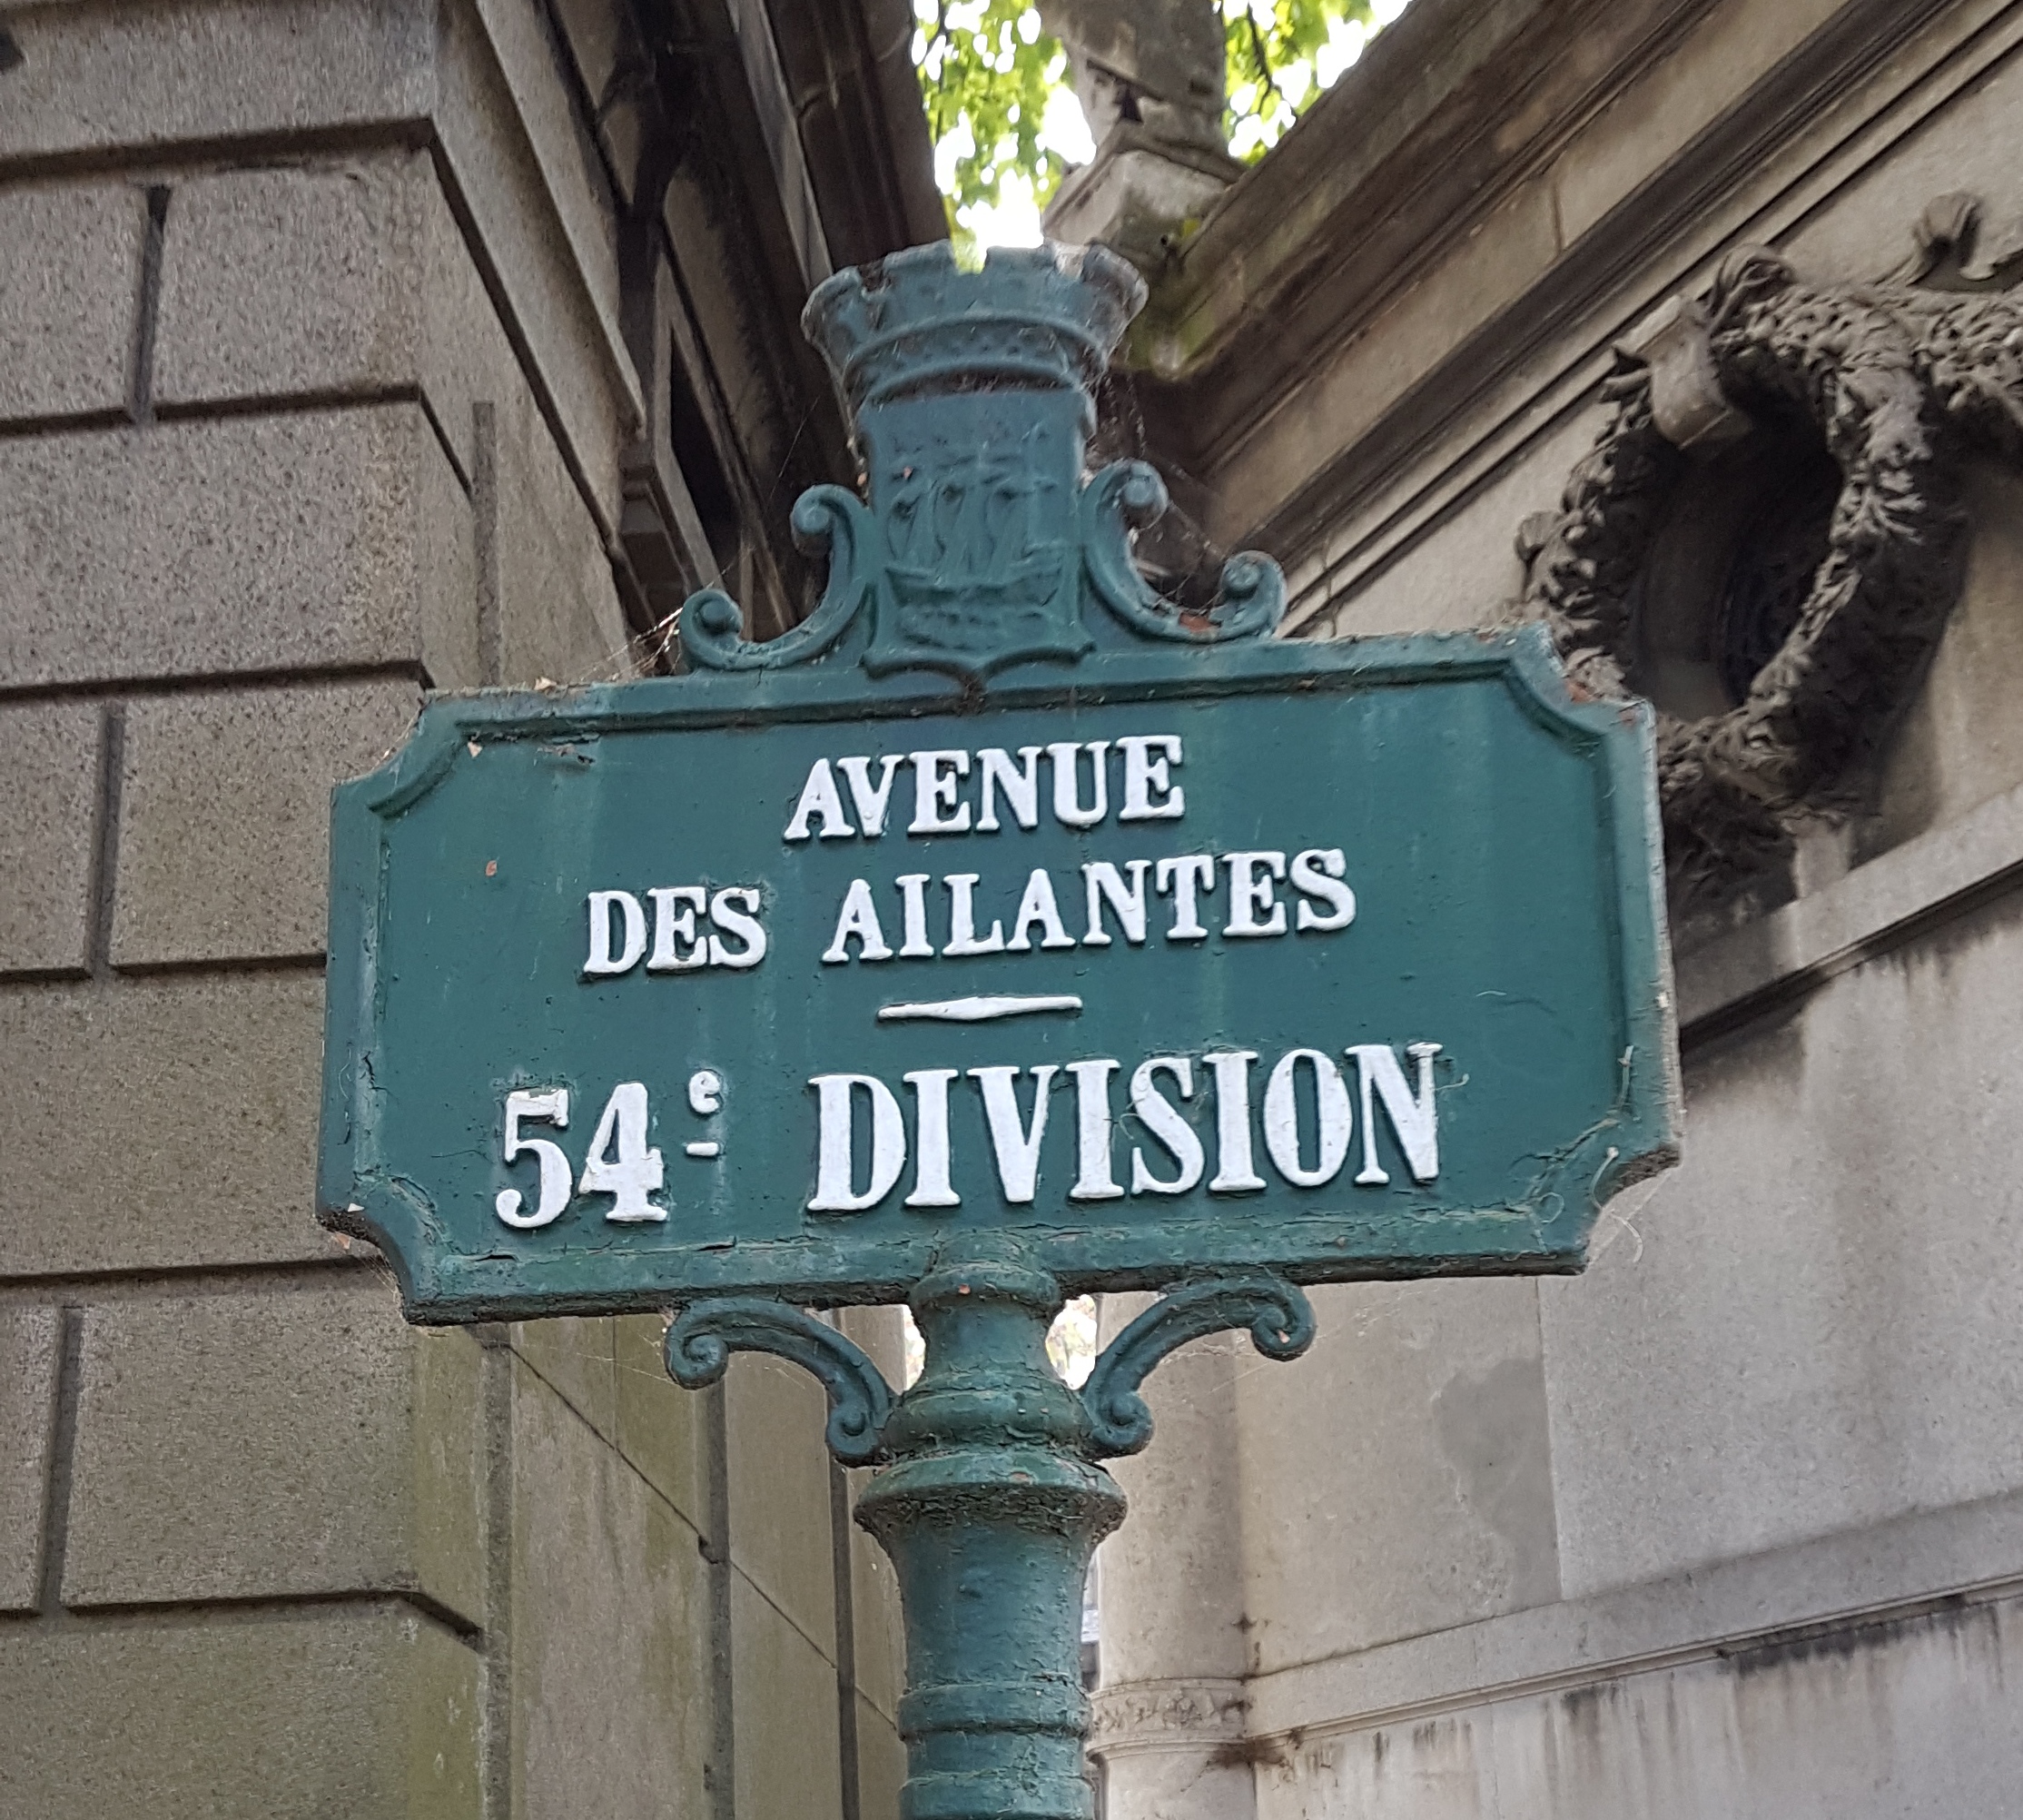 AVENUE
DES AILANTES
54e DIVISION